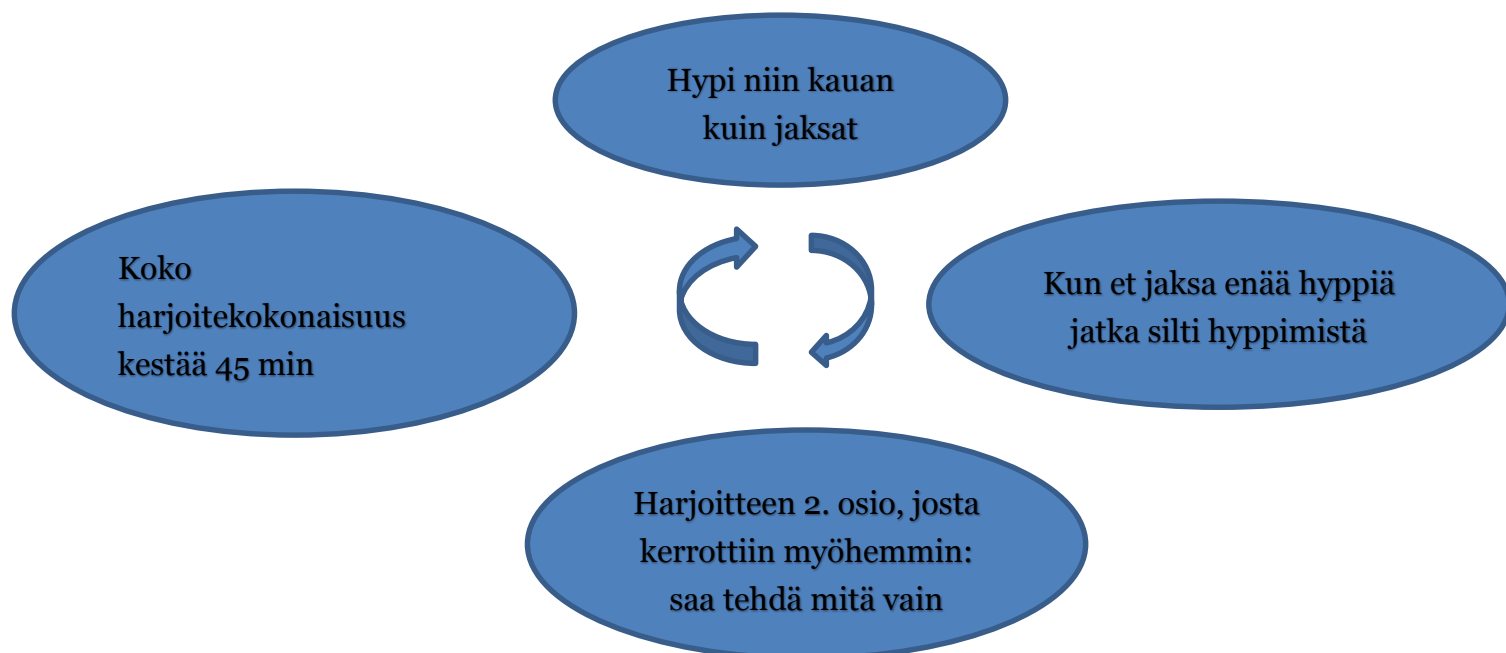 Hypi niin kauan
kuin jaksat
Kun et jaksa enää hyppiä
jatka silti hyppimistä
Harjoitteen 2. osio, josta
kerrottiin myöhemmin:
saa tehdä mitä vain
Koko
harjoitekokonaisuus
kestää 45 min